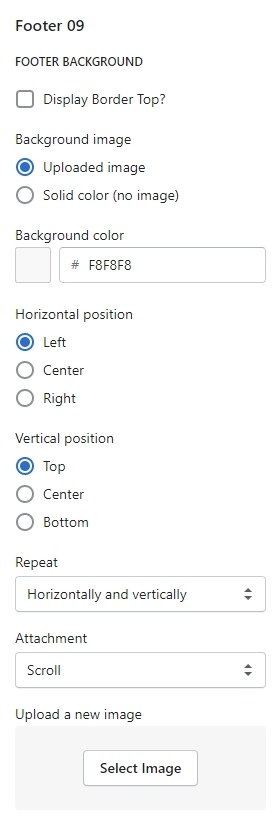 Footer 09
FOOTER BACKGROUND
Display Border Top?
Background image
Uploaded image
Solid color (no image)
Background color
# F8F8F8
Horizontal position
Left
Center
Right
Vertical position
Top
Center
Bottom
Repeat
Horizontally and vertically
Attachment
Scroll
Upload a new image
Select Image